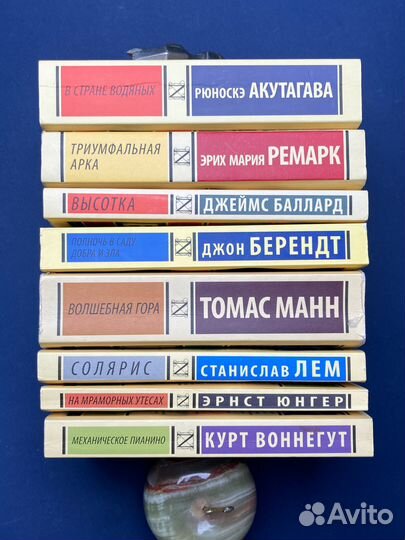 В СТРАНЕ ВОДЯНЫХ
РЮНОСКЭ АКУТАГАВА
ТРИУМФАЛЬНАЯ
АРКА
ЭРИХ МАРИЯ РЕМАРК
ВЫСОТКА
ДЖЕЙМС БАЛЛАРД
ПОЛНОЧЬ В САДУ
ДОБРА И ЗЛА
ДЖОН БЕРЕНДТ
ВОЛШЕБНАЯ ГОРА
ТОМАС МАНН
СОЛЯРИС
СТАНИСЛАВ ЛЕМ
НА МРАМОРНЫХ УТЕСАХ
ЭРНСТ ЮНГЕР
МЕХАНИЧЕСКОЕ ПИАНИНО
КУРТ ВОННЕГУТ
Avito